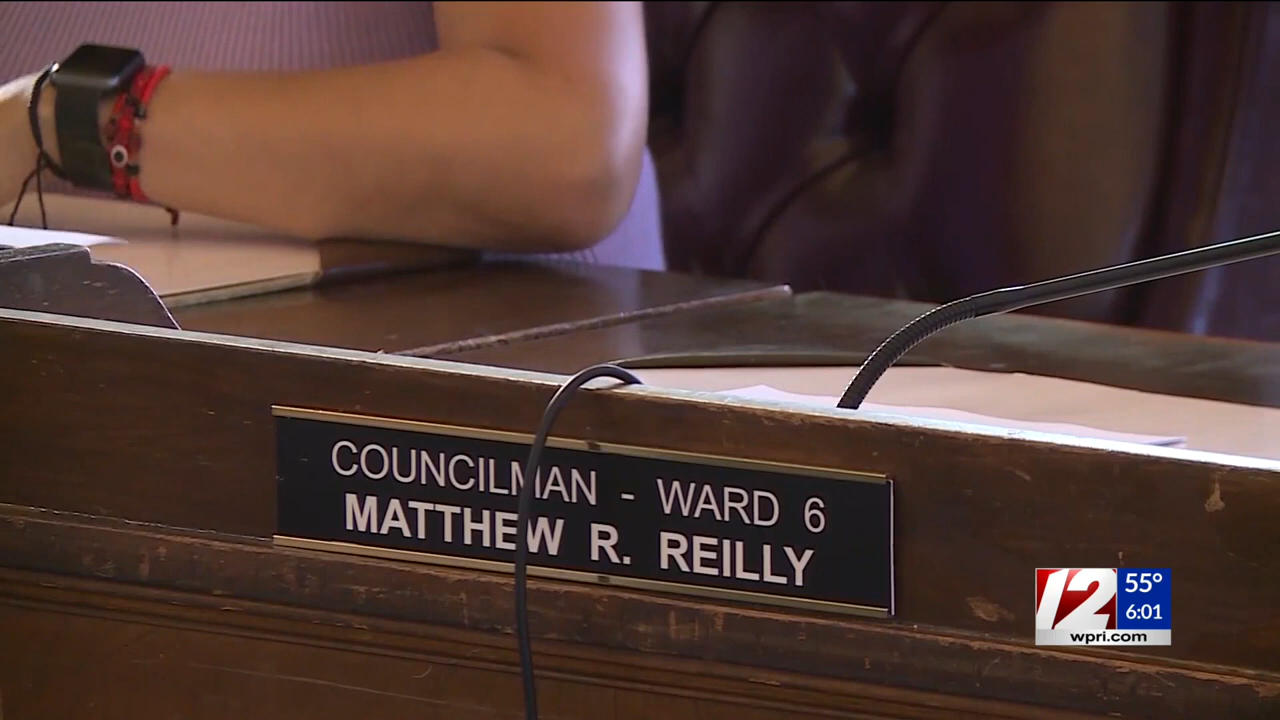 COUNCILMAN - WARD 6
MATTHEW R. REILLY
12
55°
6:01
wpri.com